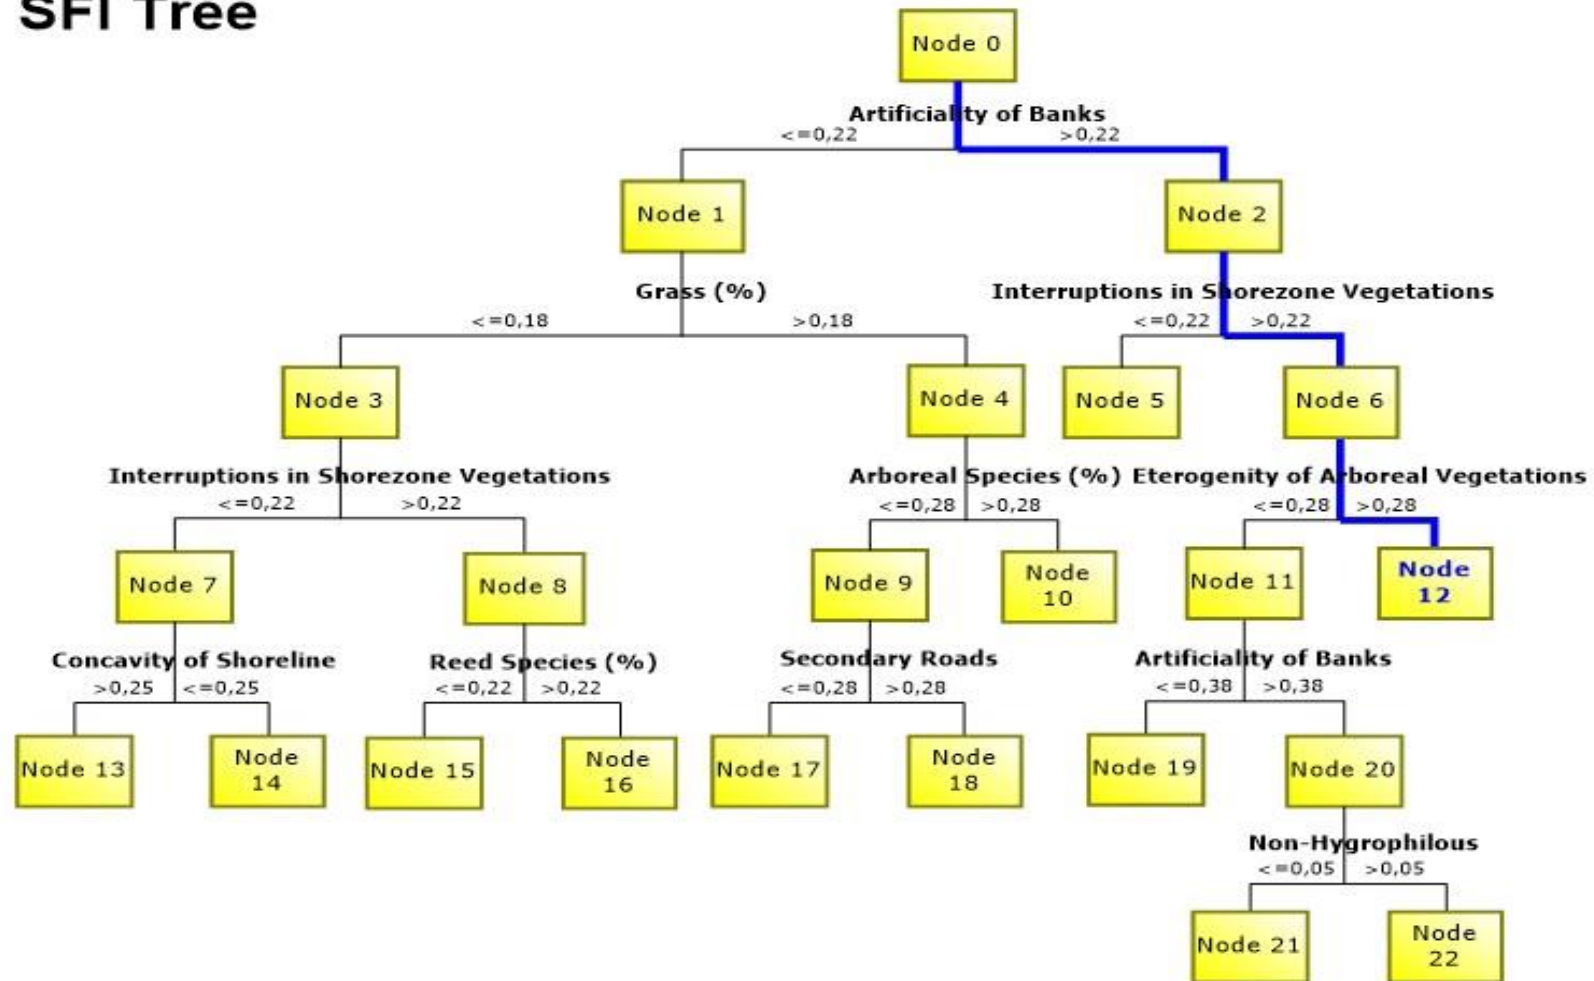 SFI Tree
Node 0
Artificiality of Banks
<=0,22 >0,22
Node 1 Node 2
Grass (%) Interruptions in Shorezone Vegetations
<=0,18 >0,18 <=0,22 >0,22
Node 3 Node 4 Node 5 Node 6
Interruptions in Shorezone Vegetations Arboreal Species (%) Eterogenity of Arboreal Vegetations
<=0,22 >0,22 <=0,28 >0,28 <=0,28 >0,28
Node 7 Node 8 Node 9 Node
10 Node 11 Node
12
Concavity of Shoreline Reed Species (%) Secondary Roads Artificiality of Banks
>0,25 <=0,25 <=0,22 >0,22 <=0,28 >0,28 <=0,38 >0,38
Node 13 Node
14 Node 15 Node
16 Node 17 Node
18 Node 19 Node 20
Non-Hygrophilous
<=0,05 >0,05
Node 21 Node
22